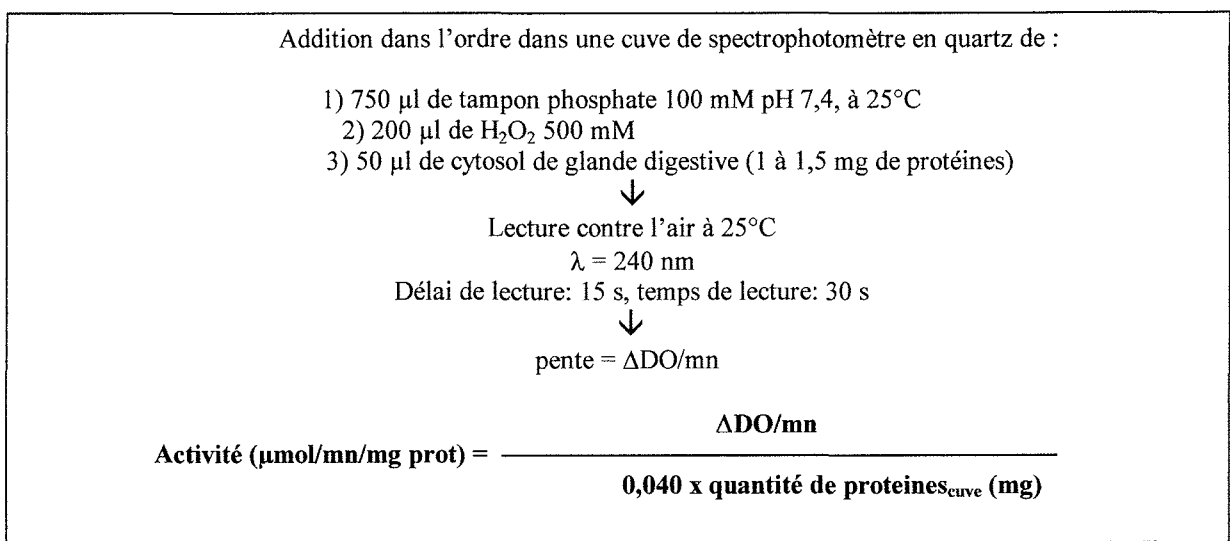 Addition dans l'ordre dans une cuve de spectrophotomètre en quartz de :
1) 750 µl de tampon phosphate 100 mM pH 7,4, à 25°C
2) 200 µl de H₂O₂ 500 mM
3) 50 µl de cytosol de glande digestive (1 à 1,5 mg de protéines)
↓
Lecture contre l'air à 25°C
λ = 240 nm
Délai de lecture: 15 s, temps de lecture: 30 s
↓
pente = ΔDO/mn
ΔDO/mn
Activité (µmol/mn/mg prot) =
0,040 x quantité de proteines cuve (mg)